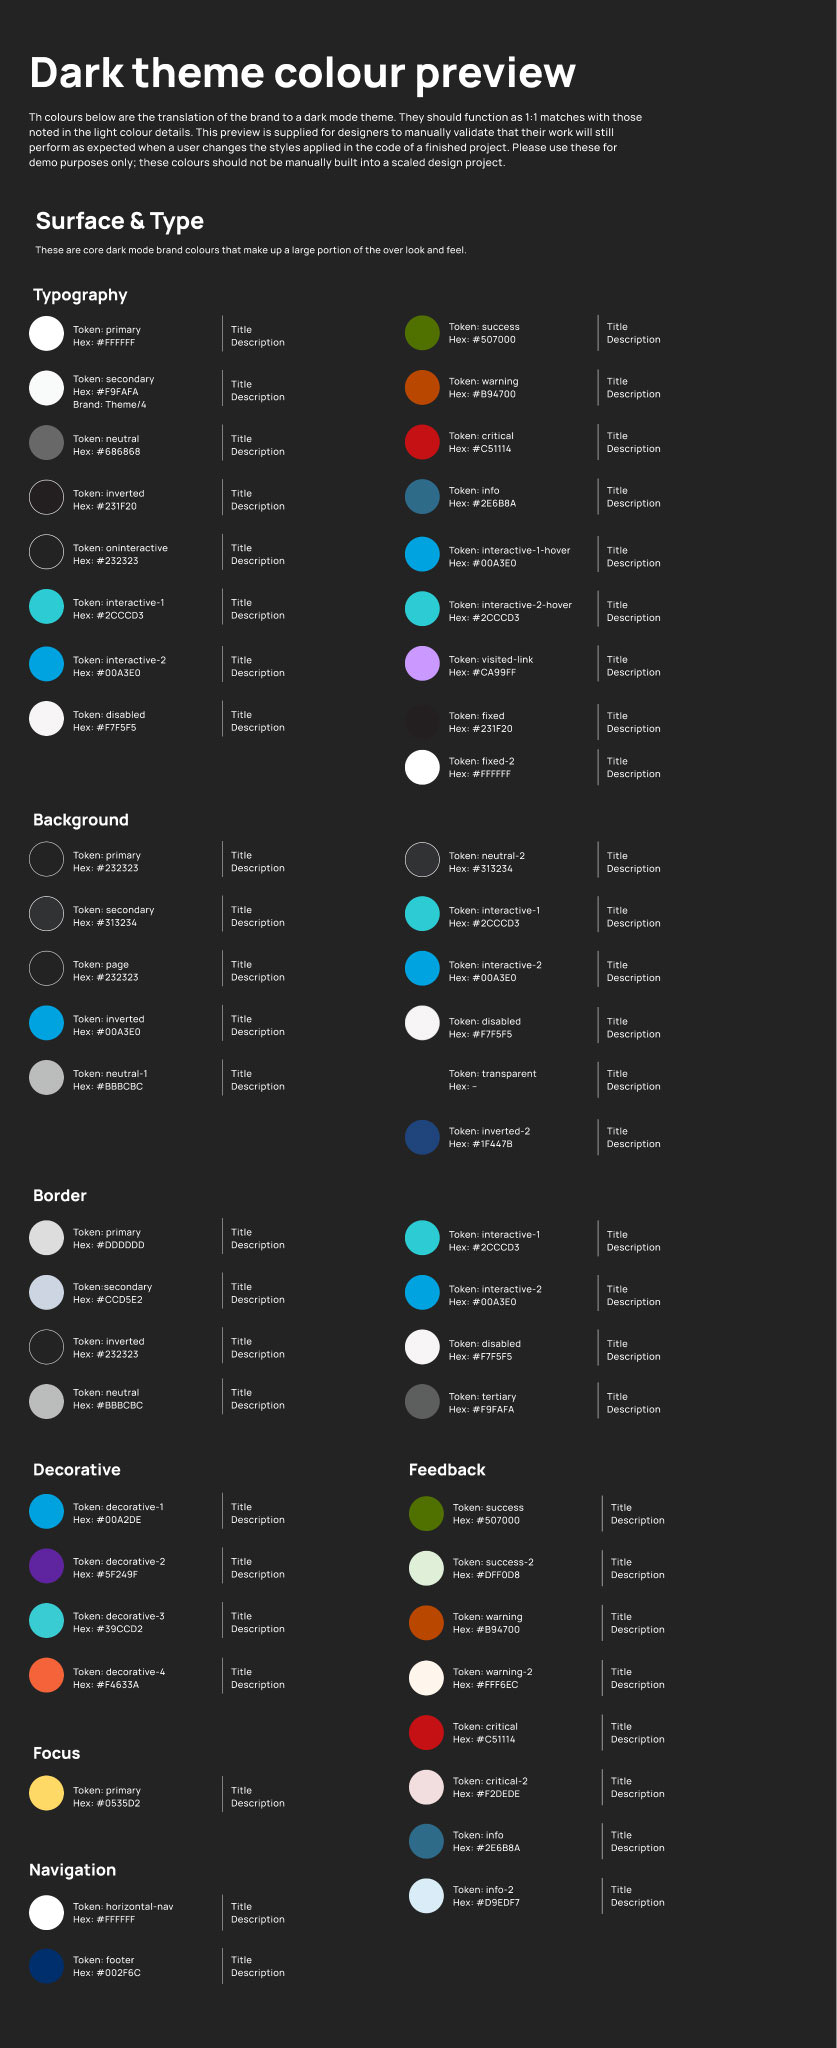 Dark theme colour preview
Th colours below are the translation of the brand to a dark mode theme. They should function as 1:1 matches with those
noted in the light colour details. This preview is supplied for designers to manually validate that their work will still
perform as expected when a user changes the styles applied in the code of a finished project. Please use these for
demo purposes only; these colours should not be manually built into a scaled design project.
Surface & Type
These are core dark mode brand colours that make up a large portion of the over look and feel.
Typography
Token: primary
Hex: #FFFFFF
Title
Description
Token: secondary
Hex: #F9FAFA
Brand: Theme/4
Title
Description
Token: neutral
Hex: #686868
Title
Description
Token: inverted
Hex: #231F20
Title
Description
Token: oninteractive
Hex: #232323
Title
Description
Token: interactive-1
Hex: #2CCCD3
Title
Description
Token: interactive-2
Hex: #00A3E0
Title
Description
Token: disabled
Hex: #F7F5F5
Title
Description
Token: success
Hex: #507000
Title
Description
Token: warning
Hex: #B94700
Title
Description
Token: critical
Hex: #C51114
Title
Description
Token: info
Hex: #2E6B8A
Title
Description
Token: interactive-1-hover
Hex: #00A3E0
Title
Description
Token: interactive-2-hover
Hex: #2CCCD3
Title
Description
Token: visited-link
Hex: #CA99FF
Title
Description
Token: fixed
Hex: #231F20
Title
Description
Token: fixed-2
Hex: #FFFFFF
Title
Description
Background
Token: primary
Hex: #232323
Title
Description
Token: secondary
Hex: #313234
Title
Description
Token: page
Hex: #232323
Title
Description
Token: inverted
Hex: #00A3E0
Title
Description
Token: neutral-1
Hex: #BBBCBC
Title
Description
Token: neutral-2
Hex: #313234
Title
Description
Token: interactive-1
Hex: #2CCCD3
Title
Description
Token: interactive-2
Hex: #00A3E0
Title
Description
Token: disabled
Hex: #F7F5F5
Title
Description
Token: transparent
Hex: –
Title
Description
Token: inverted-2
Hex: #1F447B
Title
Description
Border
Token: primary
Hex: #DDDDDD
Title
Description
Token:secondary
Hex: #CCD5E2
Title
Description
Token: inverted
Hex: #232323
Title
Description
Token: neutral
Hex: #BBBCBC
Title
Description
Token: interactive-1
Hex: #2CCCD3
Title
Description
Token: interactive-2
Hex: #00A3E0
Title
Description
Token: disabled
Hex: #F7F5F5
Title
Description
Token: tertiary
Hex: #F9FAFA
Title
Description
Decorative
Token: decorative-1
Hex: #00A2DE
Title
Description
Token: decorative-2
Hex: #5F249F
Title
Description
Token: decorative-3
Hex: #39CCD2
Title
Description
Token: decorative-4
Hex: #F4633A
Title
Description
Focus
Token: primary
Hex: #0535D2
Title
Description
Navigation
Token: horizontal-nav
Hex: #FFFFFF
Title
Description
Token: footer
Hex: #002F6C
Title
Description
Feedback
Token: success
Hex: #507000
Title
Description
Token: success-2
Hex: #DFF0D8
Title
Description
Token: warning
Hex: #B94700
Title
Description
Token: warning-2
Hex: #FFF6EC
Title
Description
Token: critical
Hex: #C51114
Title
Description
Token: critical-2
Hex: #F2DEDE
Title
Description
Token: info
Hex: #2E6B8A
Title
Description
Token: info-2
Hex: #D9EDF7
Title
Description